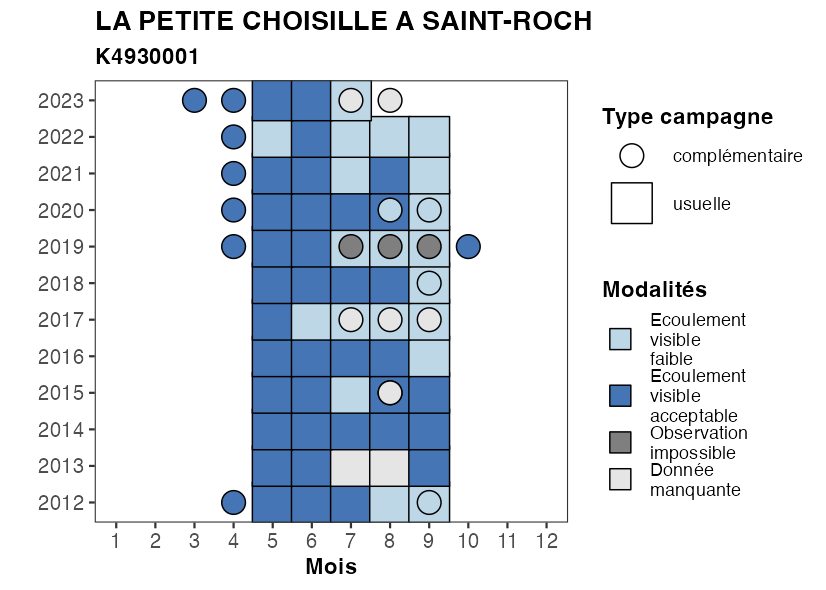 LA PETITE CHOISILLE A SAINT-ROCH
K4930001
2023
2022
2021
2020
2019
2018
2017
2016
2015
2014
2013
2012
1 2 3 4 5 6 7 8 9 10 11 12
Mois
Type campagne
complémentaire
usuelle
Modalités
Ecoulement
visible
faible
Ecoulement
visible
acceptable
Observation
impossible
Donnée
manquante